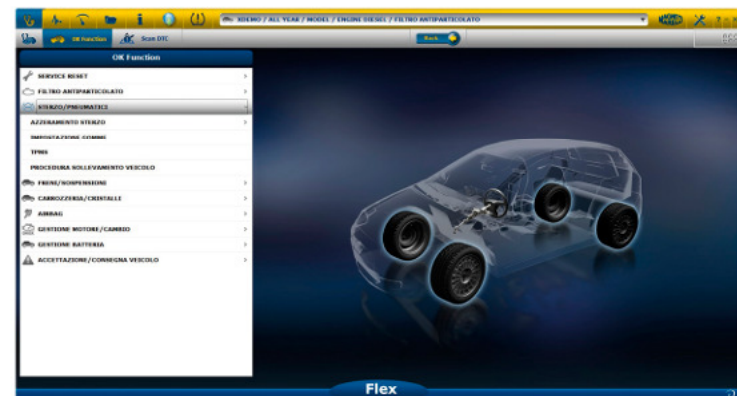 XDEMO / ALL YEAR / MODEL / ENGINE DIESEL / FILTRO ANTIPARTICOLATO
OK Function
Scan DTC
Back
OK Function
SERVICE RESET
FILTRO ANTIPARTICOLATO
STERZO/PNEUMATICI
AZZERAMENTO STERZO
IMPOSTAZIONE GOMME
TPMS
PROCEDURA SOLLEVAMENTO VEICOLO
FRENI/SOSPENSIONI
CARROZZERIA/CRISTALLI
AIRBAG
GESTIONE MOTORE/CAMBIO
GESTIONE BATTERIA
ACCETTAZIONE/CONSEGNA VEICOLO
Flex